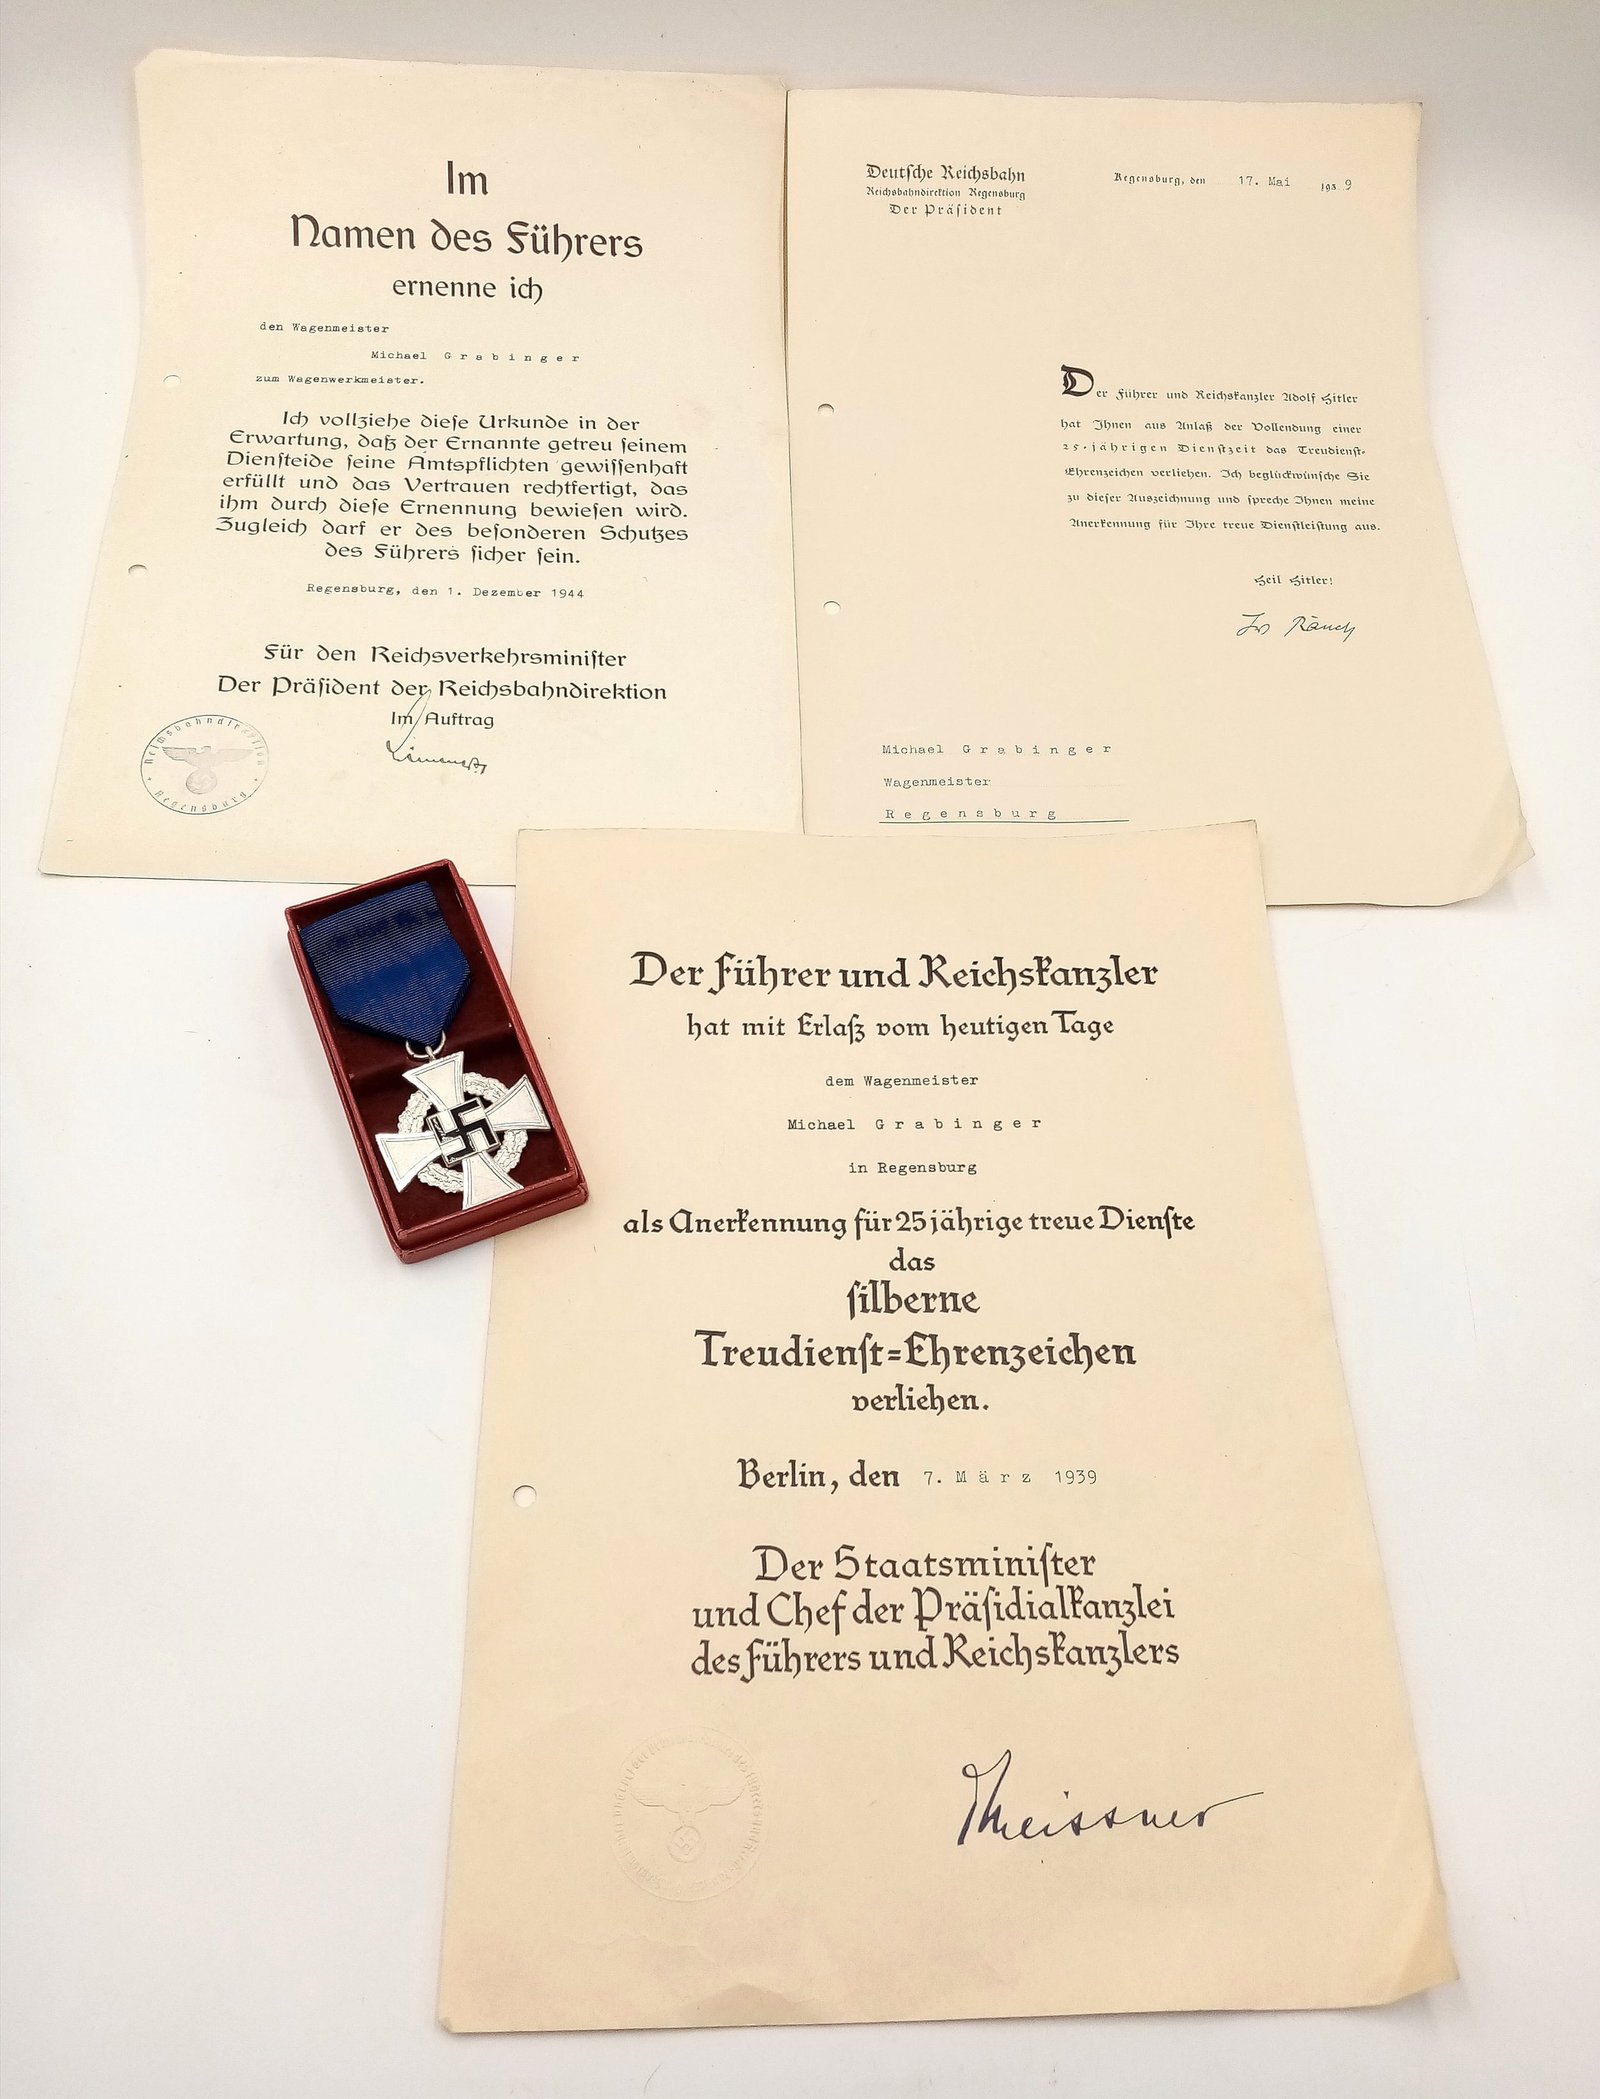 Im
Namen des Führers
ernenne ich
den Wagenmeister
Michael Grabinger
zum Wagenwerkmeister.
Ich vollziehe diese Urkunde in der
Erwartung, daß der Ernannte getreu seinem
Diensteide seine Amtspflichten gewissenhaft
erfüllt und das Vertrauen rechtfertigt, das
ihm durch diese Ernennung bewiesen wird.
Zugleich darf er des besonderen Schutzes
des Führers sicher sein.
Regensburg, den 1. Dezember 1944
Für den Reichsverkehrsminister
Der Präsident der Reichsbahndirektion
Im Auftrag
Reichsbahndirektion
Regensburg
Deutsche Reichsbahn
Reichsbahndirektion Regensburg
Der Präsident
Regensburg, den 17. Mai 1939
Der Führer und Reichskanzler Adolf Hitler
hat Ihnen aus Anlaß der Vollendung einer
25-jährigen Dienstzeit das Treudienst-
Ehrenzeichen verliehen. Ich beglückwünsche Sie
zu dieser Auszeichnung und spreche Ihnen meine
Anerkennung für Ihre treue Dienstleistung aus.
Heil Hitler!
Michael Grabinger
Wagenmeister
Regensburg
Der Führer und Reichskanzler
hat mit Erlaß vom heutigen Tage
dem Wagenmeister
Michael Grabinger
in Regensburg
als Anerkennung für 25jährige treue Dienste
das
silberne
Treudienst=Ehrenzeichen
verliehen.
Berlin, den 7. März 1939
Der Staatsminister
und Chef der Präsidialkanzlei
des Führers und Reichskanzlers
Meissner